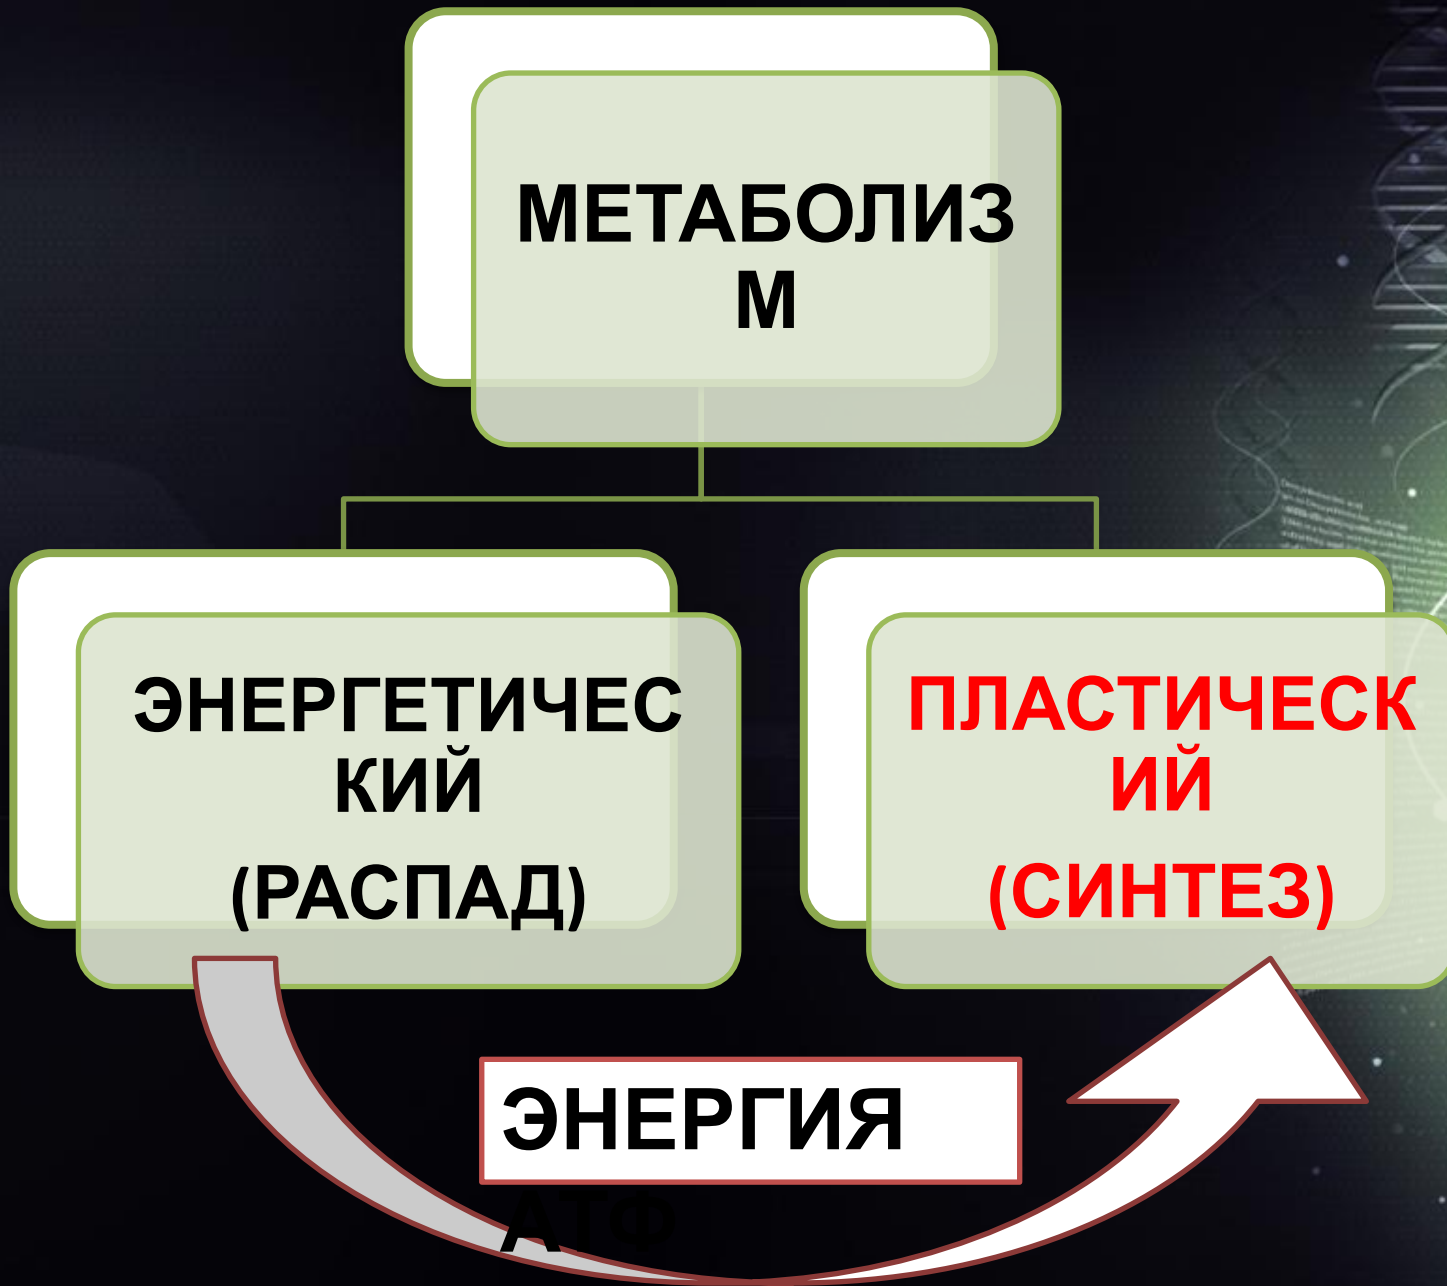 МЕТАБОЛИЗ
М
ЭНЕРГЕТИЧЕС
КИЙ
(РАСПАД)
ПЛАСТИЧЕСК
ИЙ
(СИНТЕЗ)
ЭНЕРГИЯ
АТФ